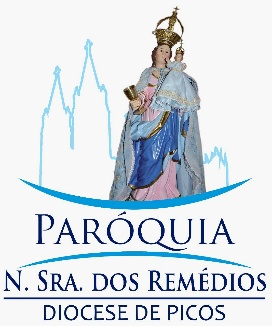 PARÓQUIA
N. SRA. DOS REMÉDIOS
DIOCESE DE PICOS